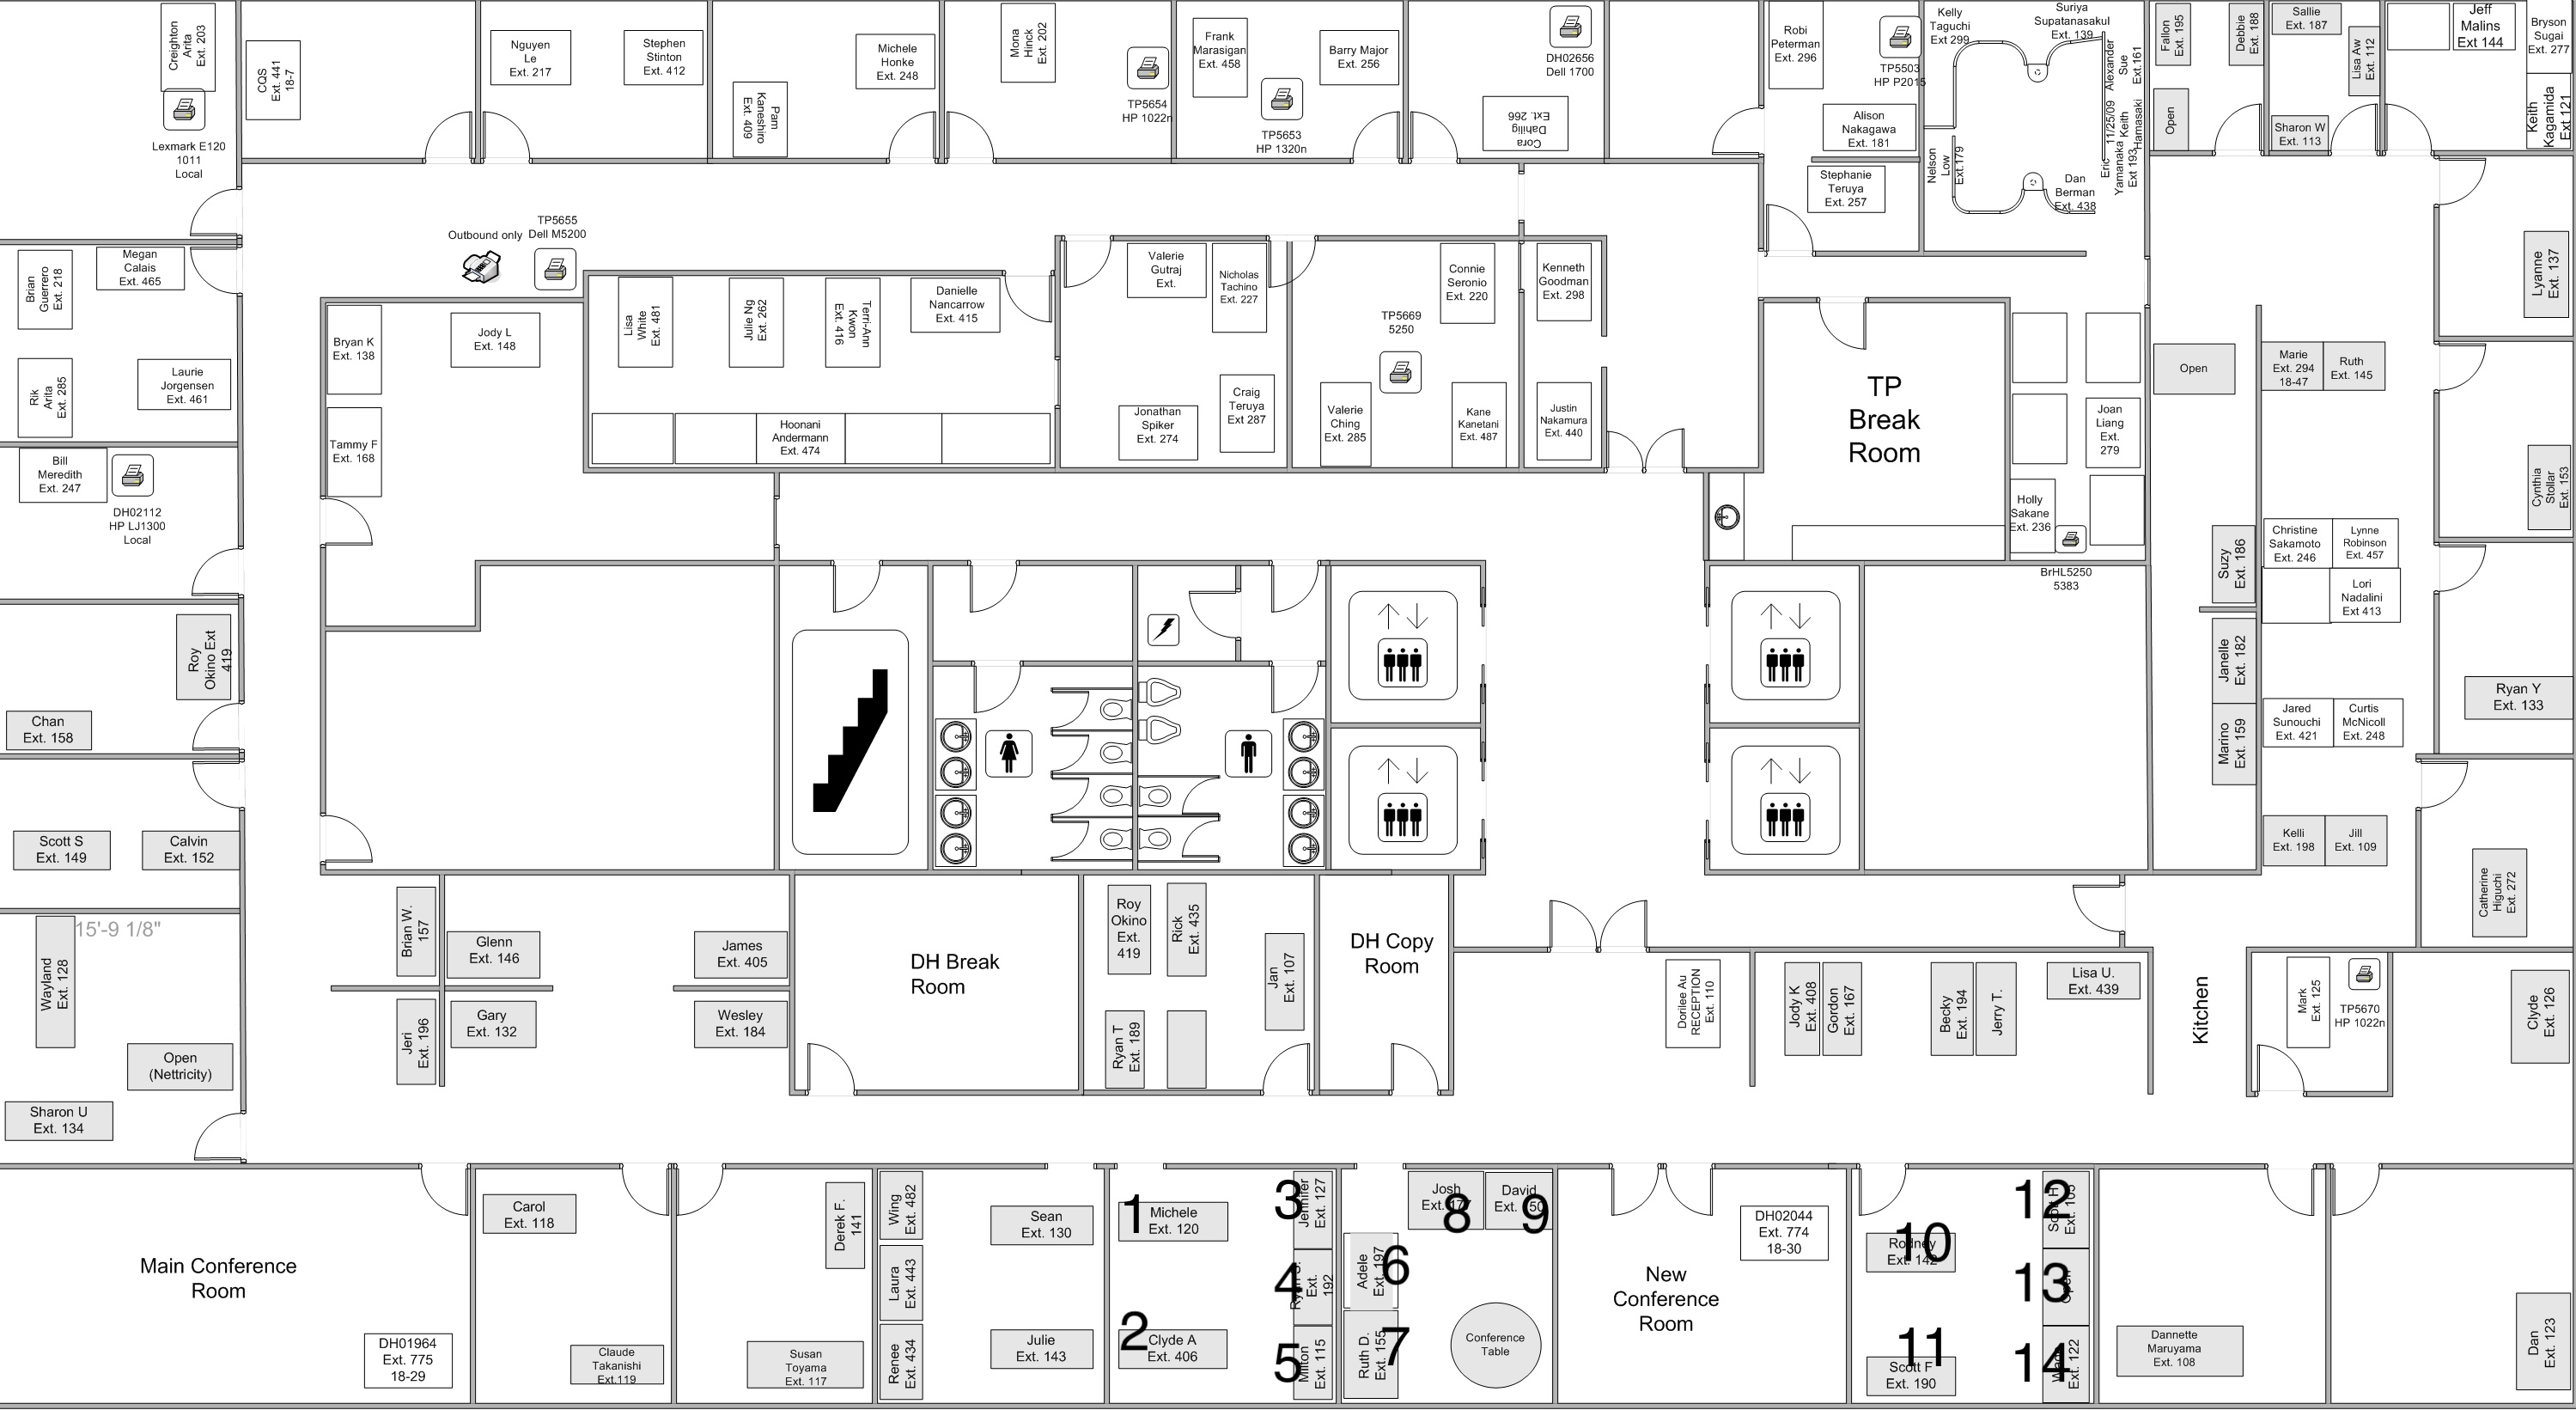 Creighton
Arita
Ext. 203
Lexmark E120
1011
Local
CQS
Ext. 441
18-7
Nguyen
Le
Ext. 217
Stephen
Stinton
Ext. 412
Pam
Kaneshiro
Ext. 409
Michele
Honke
Ext. 248
Mona
Hinck
Ext. 202
TP5654
HP 1022n
Frank
Marasigan
Ext. 458
TP5653
HP 1320n
Barry Major
Ext. 256
DH02656
Dell 1700
Cora
Dahilig
Ext. 266
Robi
Peterman
Ext. 296
TP5503
HP P2015
Alison
Nakagawa
Ext. 181
Stephanie
Teruya
Ext. 257
Kelly
Taguchi
Ext 299
Suriya
Supatanasakul
Ext. 139
Alexander
Sue
Ext.161
11/25/09
Keith
Hamasaki
Eric
Yamanaka
Ext 193
Nelson
Low
Ext.179
Dan
Berman
Ext. 438
Fallon
Ext. 195
Debbie
Ext. 188
Open
Sallie
Ext. 187
Lisa Aw
Ext. 112
Sharon W
Ext. 113
Jeff
Malins
Ext 144
Bryson
Sugai
Ext. 277
Keith
Kagamida
Ext 121
Brian
Guerrero
Ext. 218
Megan
Calais
Ext. 465
Rik
Arita
Ext. 285
Laurie
Jorgensen
Ext. 461
Outbound only
TP5655
Dell M5200
Bryan K
Ext. 138
Jody L
Ext. 148
Tammy F
Ext. 168
Lisa
White
Ext. 481
Julie Ng
Ext. 262
Terri-Ann
Kwon
Ext. 416
Danielle
Nancarrow
Ext. 415
Hoonani
Andermann
Ext. 474
Valerie
Gutraj
Ext.
Nicholas
Tachino
Ext. 227
Jonathan
Spiker
Ext. 274
Craig
Teruya
Ext 287
TP5669
5250
Connie
Seronio
Ext. 220
Valerie
Ching
Ext. 285
Kane
Kanetani
Ext. 487
Kenneth
Goodman
Ext. 298
Justin
Nakamura
Ext. 440
TP
Break
Room
Joan
Liang
Ext.
279
Holly
Sakane
Ext. 236
BrHL5250
5383
Open
Marie
Ext. 294
18-47
Ruth
Ext. 145
Lyanne
Ext. 137
Cynthia
Stollar
Ext. 153
Bill
Meredith
Ext. 247
DH02112
HP LJ1300
Local
Suzy
Ext. 186
Christine
Sakamoto
Ext. 246
Lynne
Robinson
Ext. 457
Lori
Nadalini
Ext 413
Janelle
Ext. 182
Marino
Ext. 159
Jared
Sunouchi
Ext. 421
Curtis
McNicoll
Ext. 248
Ryan Y
Ext. 133
Roy
Okino Ext
419
Chan
Ext. 158
Scott S
Ext. 149
Calvin
Ext. 152
Kelli
Ext. 198
Jill
Ext. 109
Catherine
Higuchi
Ext. 272
15'-9 1/8"
Wayland
Ext. 128
Open
(Nettricity)
Sharon U
Ext. 134
Brian W.
157
Jeri
Ext. 196
Glenn
Ext. 146
Gary
Ext. 132
James
Ext. 405
Wesley
Ext. 184
DH Break
Room
Roy
Okino
Ext.
419
Rick
Ext. 435
Jan
Ext. 107
Ryan T
Ext. 189
DH Copy
Room
Dorilee Au
RECEPTION
Ext. 110
Jody K
Ext. 408
Gordon
Ext. 167
Becky
Ext. 194
Jerry T.
Lisa U.
Ext. 439
Kitchen
Mark
Ext. 125
TP5670
HP 1022n
Clyde
Ext. 126
Main Conference
Room
DH01964
Ext. 775
18-29
Carol
Ext. 118
Claude
Takanishi
Ext.119
Derek F.
141
Susan
Toyama
Ext. 117
Wing
Ext. 482
Laura
Ext. 443
Renee
Ext. 434
Sean
Ext. 130
Julie
Ext. 143
1
Michele
Ext. 120
2
Clyde A
Ext. 406
3
Jennifer
Ext. 127
4
Ext.
192
5
Milton
Ext. 115
6
Adele
Ext. 197
7
Ruth D.
Ext. 155
8
Josh
Ext.
9
David
Ext. 150
Conference
Table
New
Conference
Room
DH02044
Ext. 774
18-30
10
Rodney
Ext. 142
11
Scott F
Ext. 190
12
Scott H
Ext. 105
13
Open
14
Ext. 122
Dannette
Maruyama
Ext. 108
Dan
Ext. 123